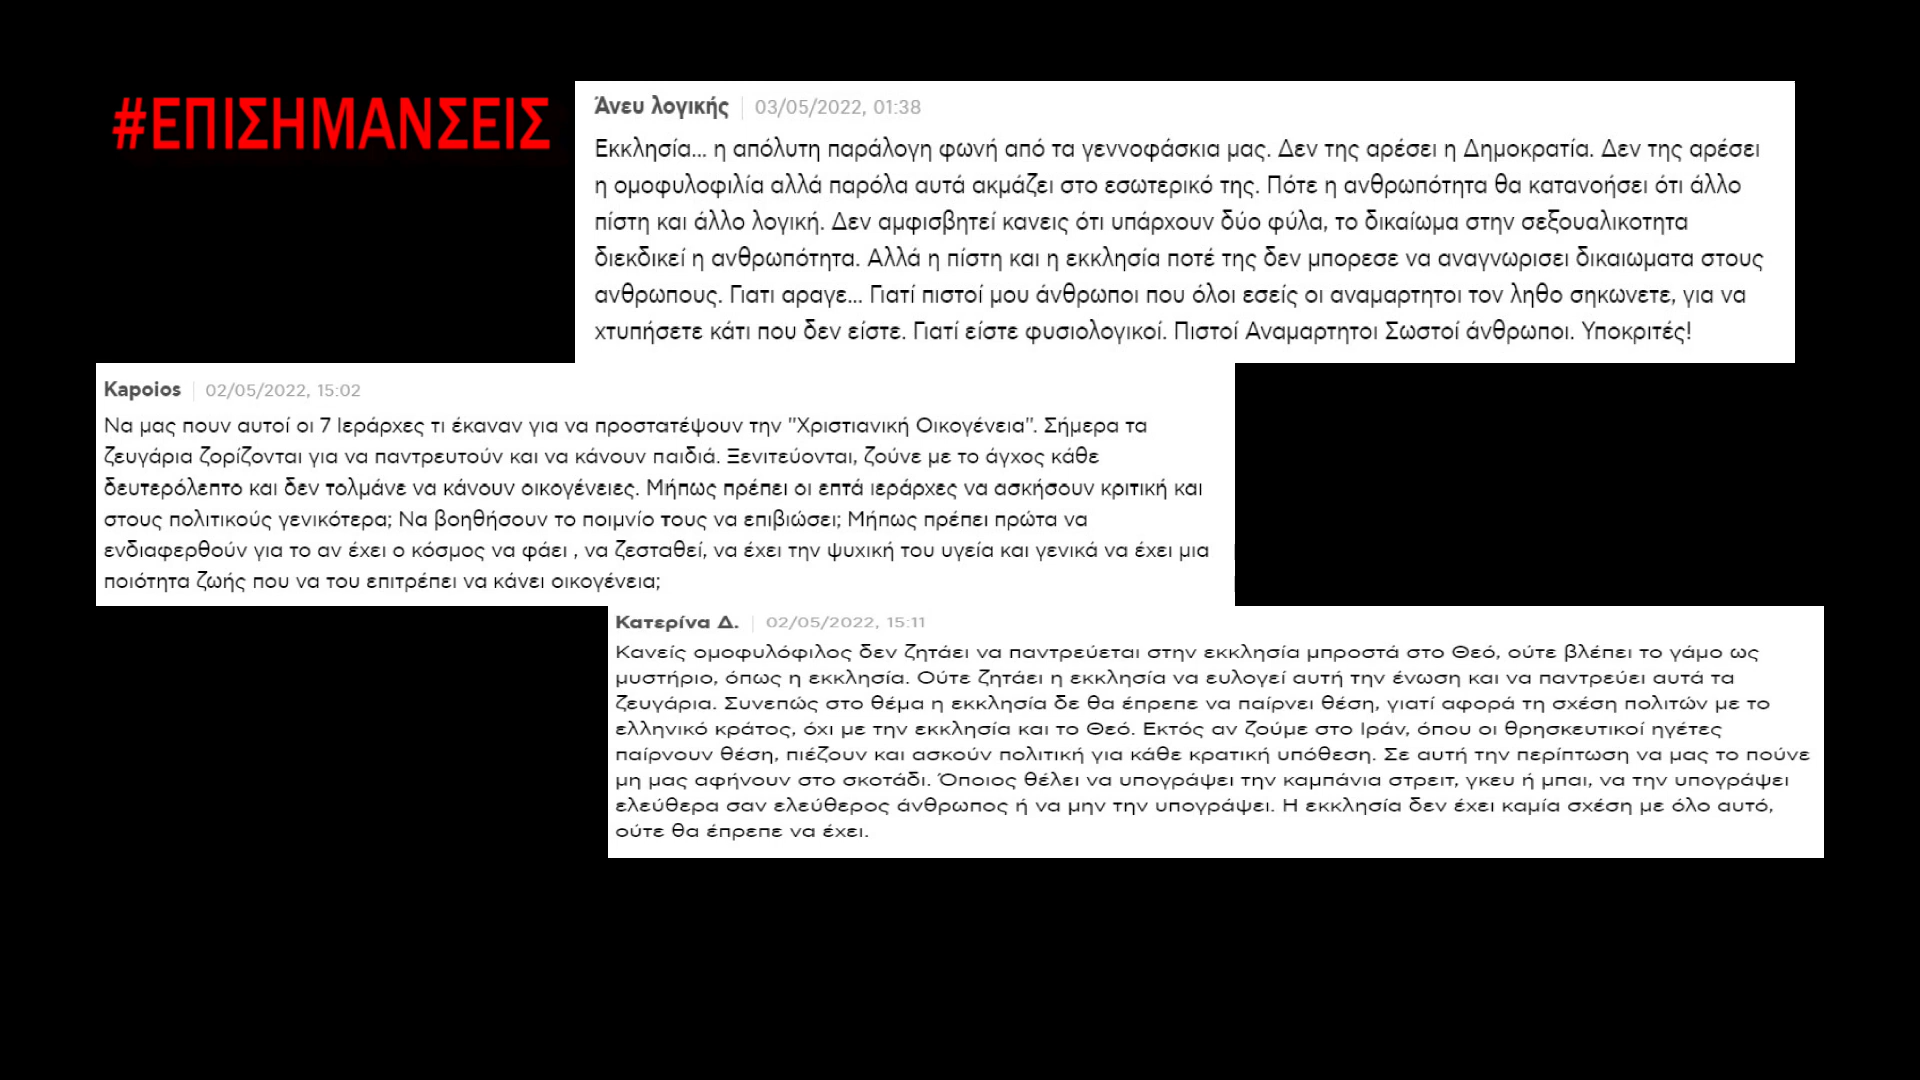 #ΕΠΙΣΗΜΑΝΣΕΙΣ
Άνευ λογικής | 03/05/2022, 01:38
Εκκλησία... η απόλυτη παράλογη φωνή από τα γεννοφάσκια μας. Δεν της αρέσει η Δημοκρατία. Δεν της αρέσει
η ομοφυλοφιλία αλλά παρόλα αυτά ακμάζει στο εσωτερικό της. Πότε η ανθρωπότητα θα κατανοήσει ότι άλλο
πίστη και άλλο λογική. Δεν αμφισβητεί κανεις ότι υπάρχουν δύο φύλα, το δικαίωμα στην σεξουαλικοτητα
διεκδικεί η ανθρωπότητα. Αλλά η πίστη και η εκκλησία ποτέ της δεν μπορεσε να αναγνωρισει δικαιωματα στους
ανθρωπους. Γιατι αραγε... Γιατί πιστοί μου άνθρωποι που όλοι εσείς οι αναμαρτητοι τον ληθο σηκωνετε, για να
χτυπήσετε κάτι που δεν είστε. Γιατί είστε φυσιολογικοί. Πιστοί Αναμαρτητοι Σωστοί άνθρωποι. Υποκριτές!
Kapoios | 02/05/2022, 15:02
Να μας πουν αυτοί οι 7 Ιεράρχες τι έκαναν για να προστατέψουν την "Χριστιανική Οικογένεια". Σήμερα τα
ζευγάρια ζορίζονται για να παντρευτούν και να κάνουν παιδιά. Ξενιτεύονται, ζούνε με το άγχος κάθε
δευτερόλεπτο και δεν τολμάνε να κάνουν οικογένειες. Μήπως πρέπει οι επτά ιεράρχες να ασκήσουν κριτική και
στους πολιτικούς γενικότερα; Να βοηθήσουν το ποιμνίο τους να επιβιώσει; Μήπως πρέπει πρώτα να
ενδιαφερθούν για το αν έχει ο κόσμος να φάει , να ζεσταθεί, να έχει την ψυχική του υγεία και γενικά να έχει μια
ποιότητα ζωής που να του επιτρέπει να κάνει οικογένεια;
Κατερίνα Δ. | 02/05/2022, 15:11
Κανείς ομοφυλόφιλος δεν ζητάει να παντρεύεται στην εκκλησία μπροστά στο Θεό, ούτε βλέπει το γάμο ως
μυστήριο, όπως η εκκλησία. Ούτε ζητάει η εκκλησία να ευλογεί αυτή την ένωση και να παντρεύει αυτά τα
ζευγάρια. Συνεπώς στο θέμα η εκκλησία δε θα έπρεπε να παίρνει θέση, γιατί αφορά τη σχέση πολιτών με το
ελληνικό κράτος, όχι με την εκκλησία και το Θεό. Εκτός αν ζούμε στο Ιράν, όπου οι θρησκευτικοί ηγέτες
παίρνουν θέση, πιέζουν και ασκούν πολιτική για κάθε κρατική υπόθεση. Σε αυτή την περίπτωση να μας το πούνε
μη μας αφήνουν στο σκοτάδι. Όποιος θέλει να υπογράψει την καμπάνια στρειτ, γκευ ή μπαι, να την υπογράψει
ελεύθερα σαν ελεύθερος άνθρωπος ή να μην την υπογράψει. Η εκκλησία δεν έχει καμία σχέση με όλο αυτό,
ούτε θα έπρεπε να έχει.